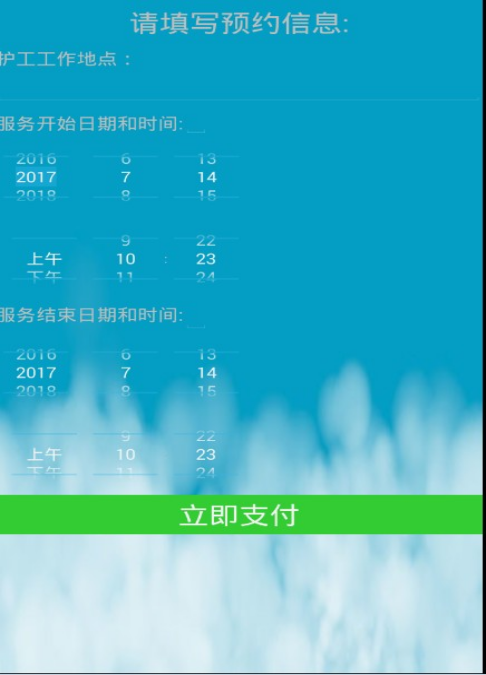 请填写预约信息:
护工工作地点：
服务开始日期和时间:
2016 6 13
2017 7 14
2018 8 15
9 22
上午 10 : 23
下午 11 24
服务结束日期和时间:
2016 6 13
2017 7 14
2018 8 15
9 22
上午 10 23
下午 11 24
立即支付